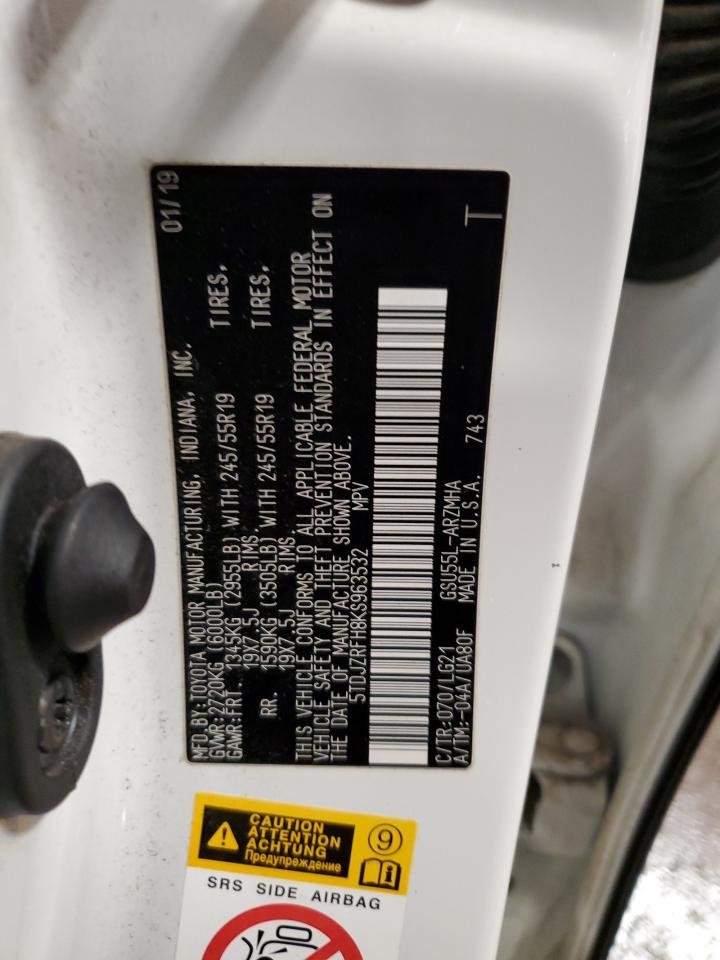 MFD.BY:TOYOTA MOTOR MANUFACTURING, INDIANA, INC. 01/19
GVWR:2720KG (6000LB)
GAWR:FRT. 1345KG (2955LB) WITH 245/55R19 TIRES,
19X7.5J RIMS
RR. 1590KG (3505LB) WITH 245/55R19 TIRES,
19X7.5J RIMS.
THIS VEHICLE CONFORMS TO ALL APPLICABLE FEDERAL MOTOR
VEHICLE SAFETY AND THEFT PREVENTION STANDARDS IN EFFECT ON
THE DATE OF MANUFACTURE SHOWN ABOVE.
5TDJZRFH8KS963532 MPV
C/TR:070/LG21 GSU55L-ARZMHA
A/TM:-04A/UA80F MADE IN U.S.A. 743 T
CAUTION
ATTENTION
ACHTUNG
Предупреждение
9
SRS SIDE AIRBAG